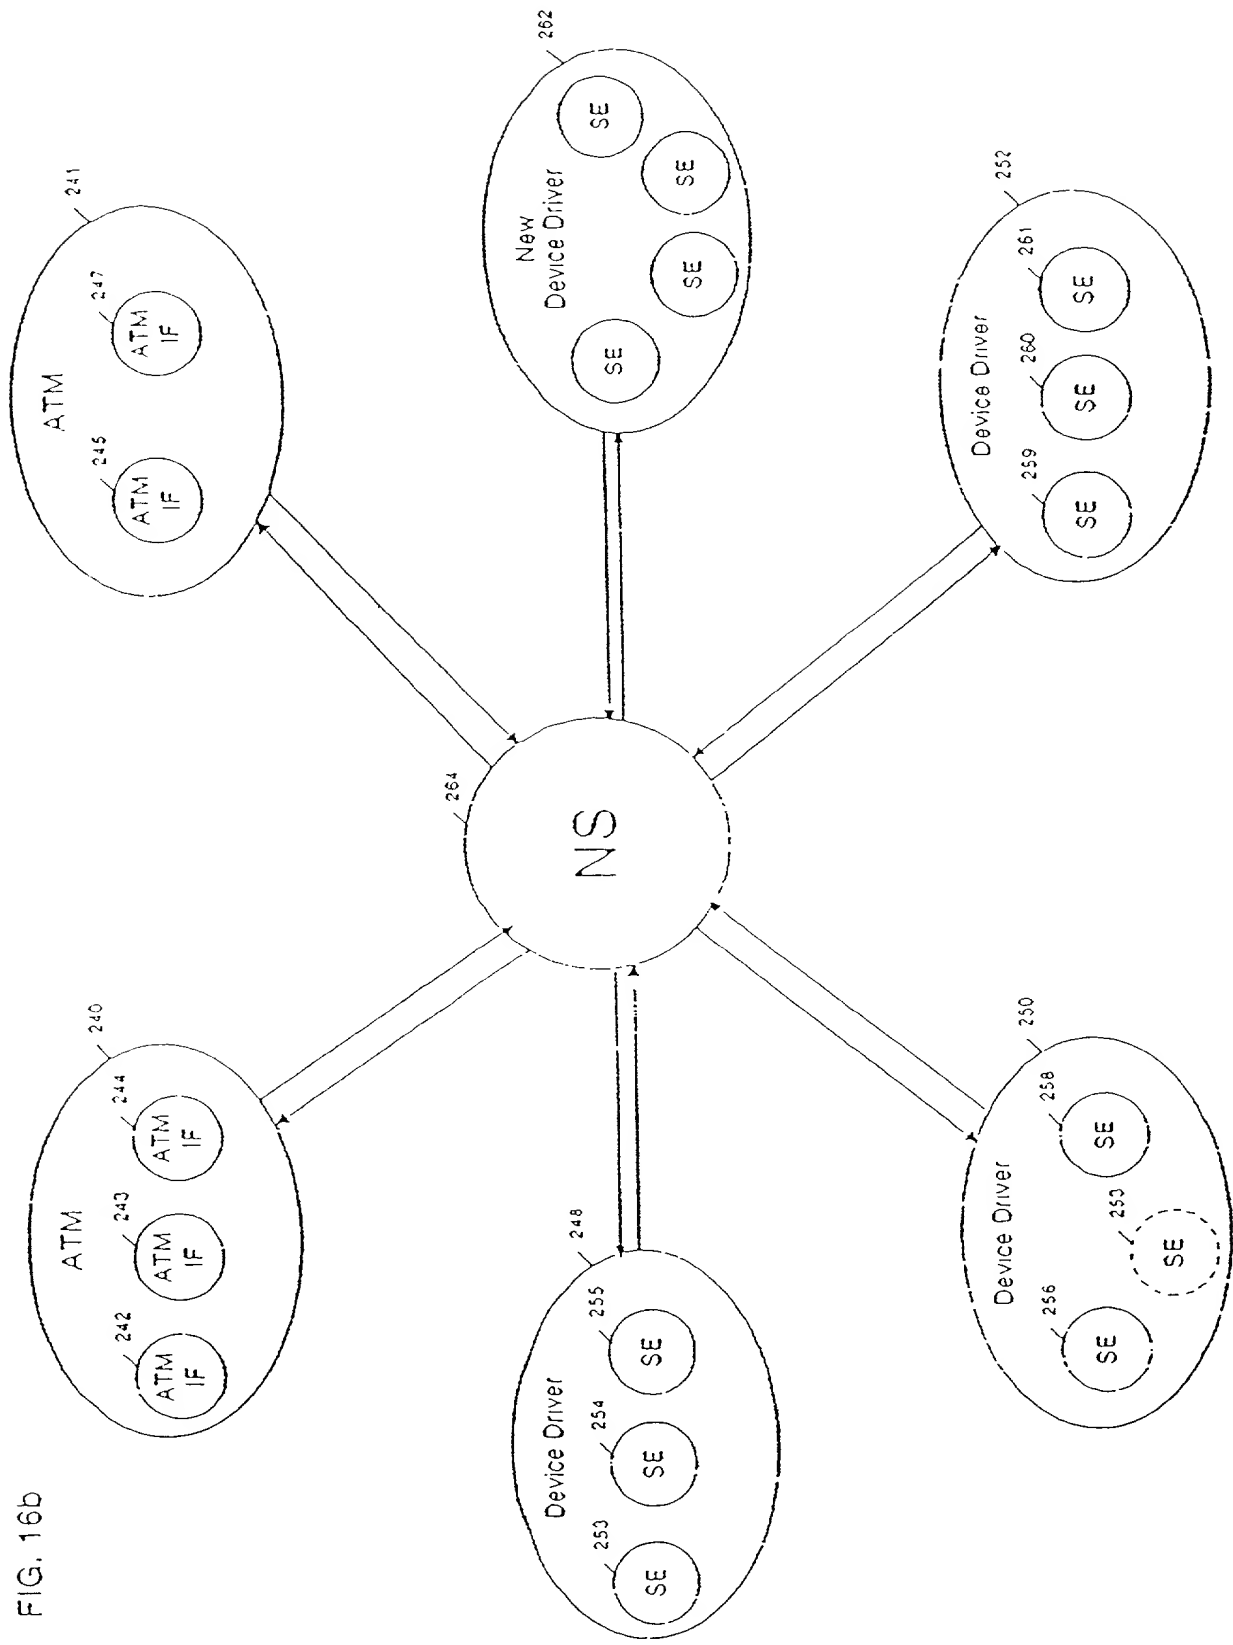 FIG. 16b
240
ATM
242
243
244
ATM
IF
ATM
IF
ATM
IF
241
ATM
245
247
ATM
IF
ATM
IF
248
Device Driver
253
254
255
SE
SE
SE
264
NS
262
New
Device Driver
SE
SE
SE
SE
250
Device Driver
256
253
258
SE
SE
SE
252
Device Driver
259
260
261
SE
SE
SE